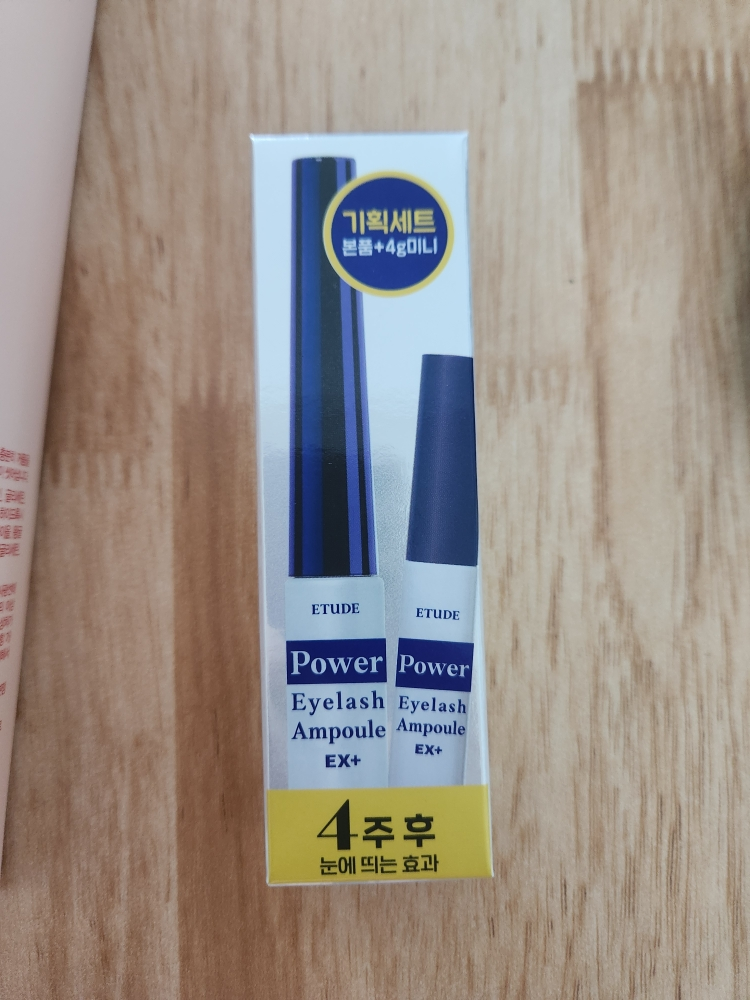 기획세트
본품+4g미니
ETUDE
Power
Eyelash
Ampoule
EX+
ETUDE
Power
Eyelash
Ampoule
EX+
4주 후
눈에 띄는 효과